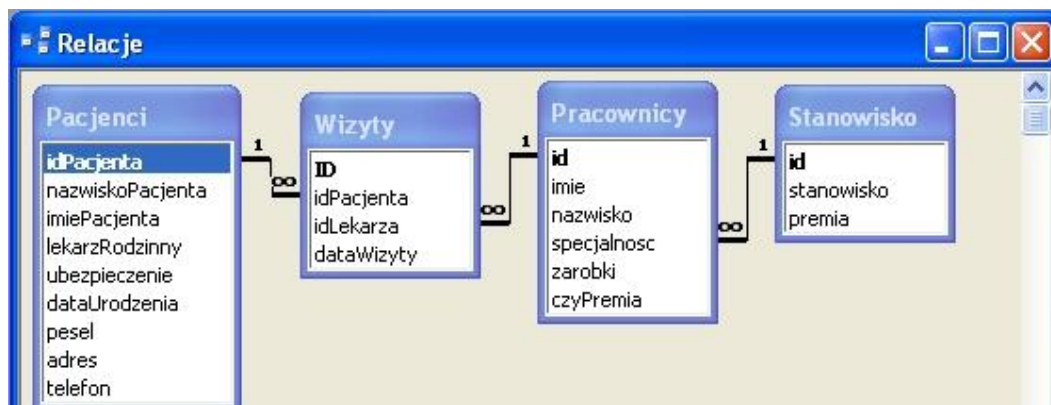 Relacje
Pacjenci
idPacjenta
nazwiskoPacjenta
imiePacjenta
lekarzRodzinny
ubezpieczenie
dataUrodzenia
pesel
adres
telefon
1
∞
Wizyty
ID
idPacjenta
idLekarza
dataWizyty
1
∞
Pracownicy
id
imie
nazwisko
specjalnosc
zarobki
czyPremia
1
∞
Stanowisko
id
stanowisko
premia